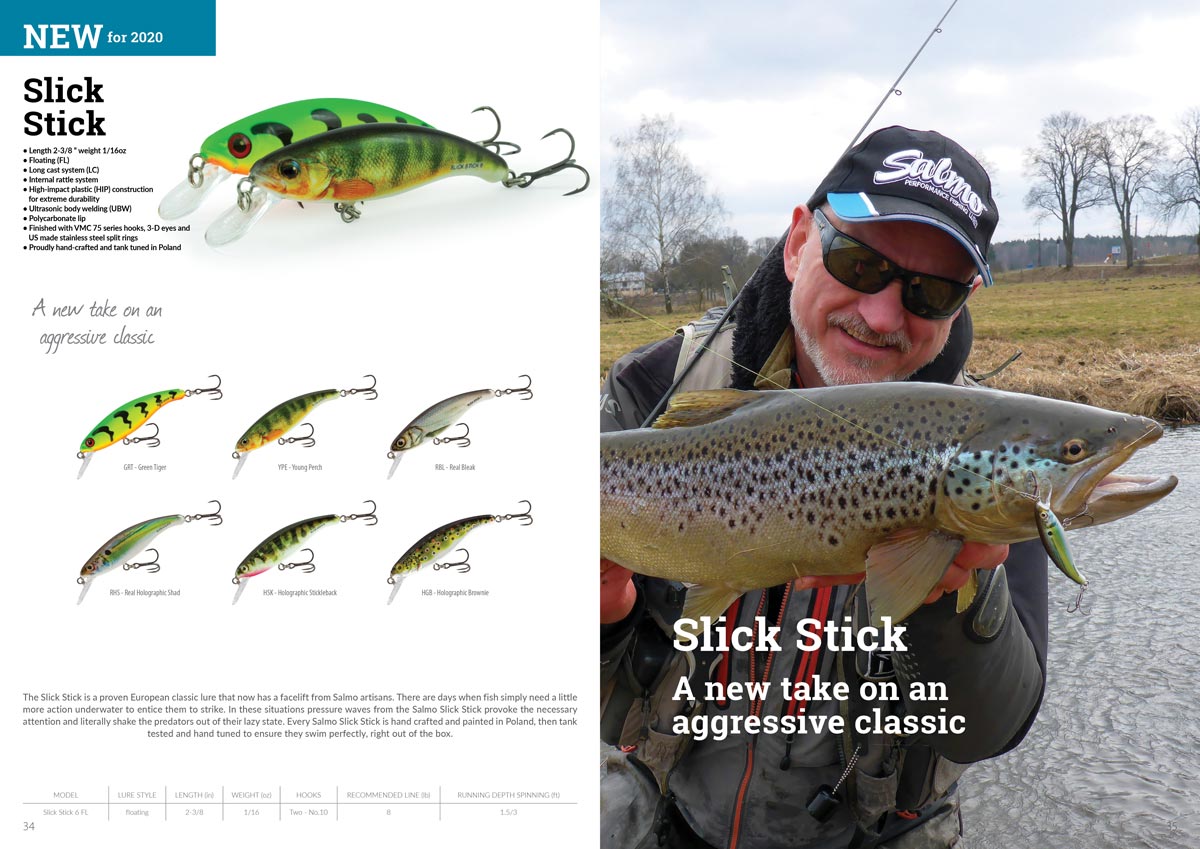 NEW for 2020
Slick
Stick
• Length 2-3/8 " weight 1/16oz
• Floating (FL)
• Long cast system (LC)
• Internal rattle system
• High-impact plastic (HIP) construction
for extreme durability
• Ultrasonic body welding (UBW)
• Polycarbonate lip
• Finished with VMC 75 series hooks, 3-D eyes and
US made stainless steel split rings
• Proudly hand-crafted and tank tuned in Poland
SLICK STICK 6
A new take on an
aggressive classic
GRT - Green Tiger
YPE - Young Perch
RBL - Real Bleak
RHS - Real Holographic Shad
HSK - Holographic Stickleback
HGB - Holographic Brownie
The Slick Stick is a proven European classic lure that now has a facelift from Salmo artisans. There are days when fish simply need a little
more action underwater to entice them to strike. In these situations pressure waves from the Salmo Slick Stick provoke the necessary
attention and literally shake the predators out of their lazy state. Every Salmo Slick Stick is hand crafted and painted in Poland, then tank
tested and hand tuned to ensure they swim perfectly, right out of the box.
MODEL LURE STYLE LENGTH (in) WEIGHT (oz) HOOKS RECOMMENDED LINE (lb) RUNNING DEPTH SPINNING (ft)
Slick Stick 6 FL floating 2-3/8 1/16 Two - No.10 8 1.5/3
34
Salmo
PERFORMANCE FISHING LURES
Slick Stick
A new take on an
aggressive classic